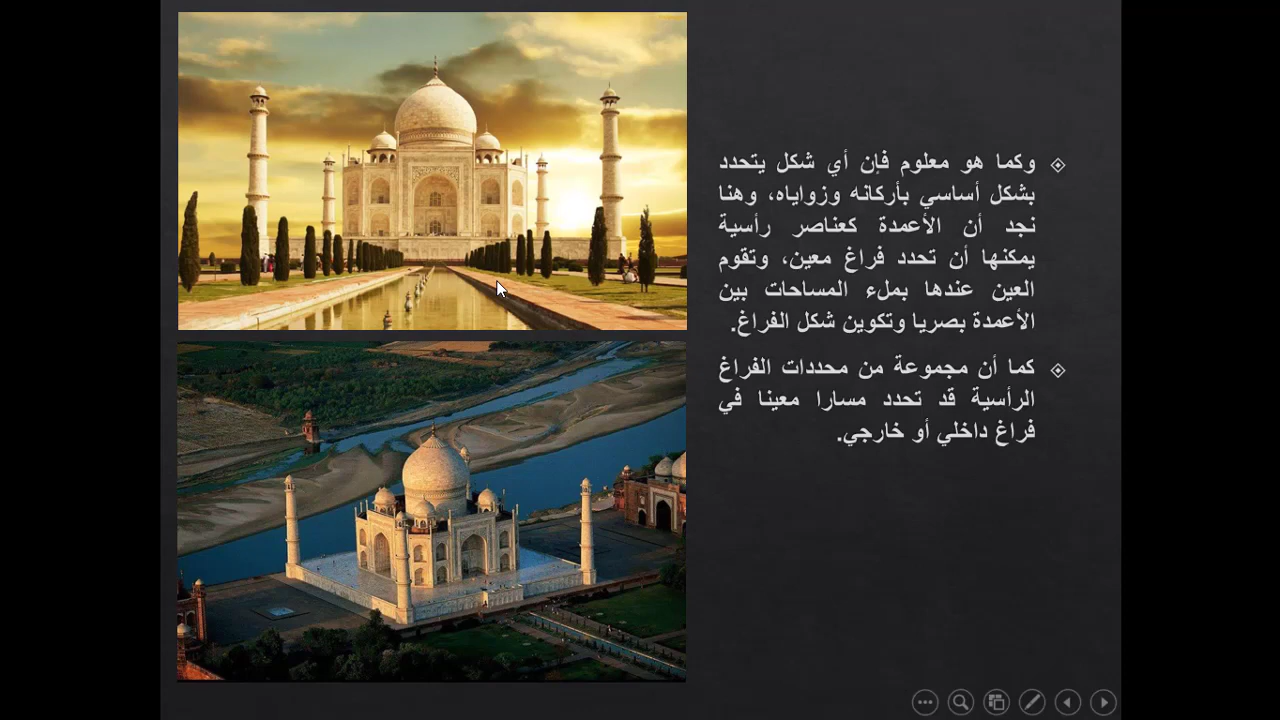 وكما هو معلوم فإن أي شكل يتحدد
بشكل أساسي بأركانه وزواياه، وهنا
نجد أن الأعمدة كعناصر رأسية
يمكنها أن تحدد فراغ معين، وتقوم
العين عندها بملء المساحات بين
الأعمدة بصريا وتكوين شكل الفراغ.
كما أن مجموعة من محددات الفراغ
الرأسية قد تحدد مسارا معينا في
فراغ داخلي أو خارجي.